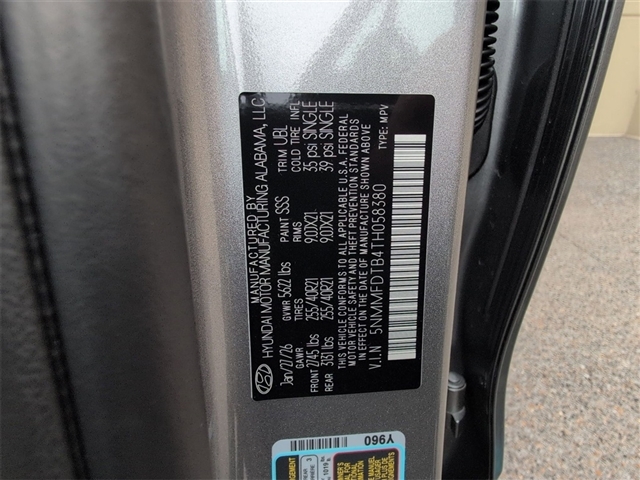 MANUFACTURED BY
HYUNDAI MOTOR MANUFACTURING ALABAMA, LLC
Jan/27/26 GVWR 5622 lbs PAINT SSS TRIM UBL
GAWR TIRES RIMS COLD TIRE INFL
FRONT 2745 lbs 255/40R21 9.0JX21 35 psi SINGLE
REAR 3131 lbs 255/40R21 9.0JX21 39 psi SINGLE
THIS VEHICLE CONFORMS TO ALL APPLICABLE U.S.A. FEDERAL
MOTOR VEHICLE SAFETY AND THEFT PREVENTION STANDARDS
IN EFFECT ON THE DATE OF MANUFACTURE SHOWN ABOVE
V.I.N 5NMMFDTB4TH058380 TYPE: MPV
Y960